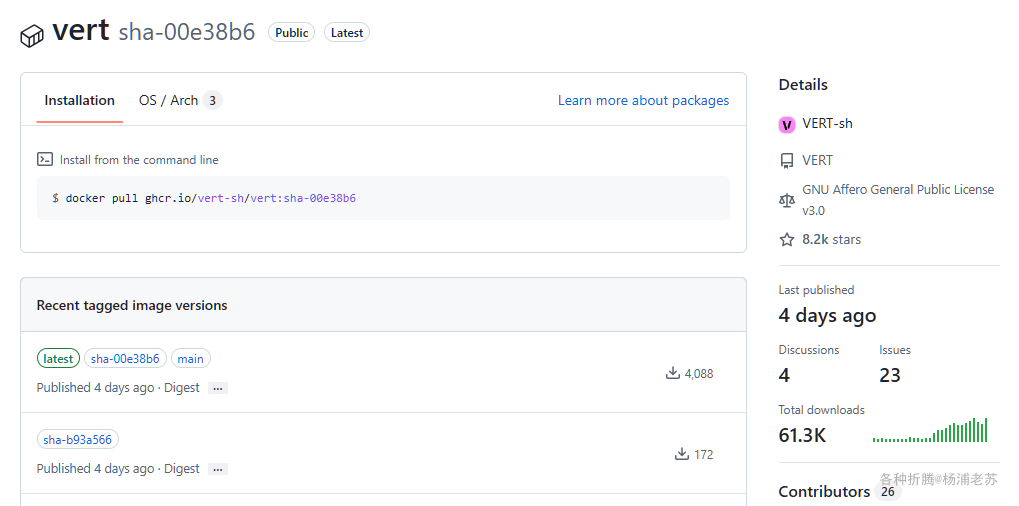 vert sha-00e38b6 Public Latest
Installation OS / Arch 3 Learn more about packages
Install from the command line
$ docker pull ghcr.io/vert-sh/vert:sha-00e38b6
Recent tagged image versions
latest sha-00e38b6 main
Published 4 days ago · Digest ...
4,088
sha-b93a566
Published 4 days ago · Digest ...
172
Details
V VERT-sh
VERT
GNU Affero General Public License
v3.0
8.2k stars
Last published
4 days ago
Discussions Issues
4 23
Total downloads
61.3K
Contributors 26
各种折腾@杨浦老苏